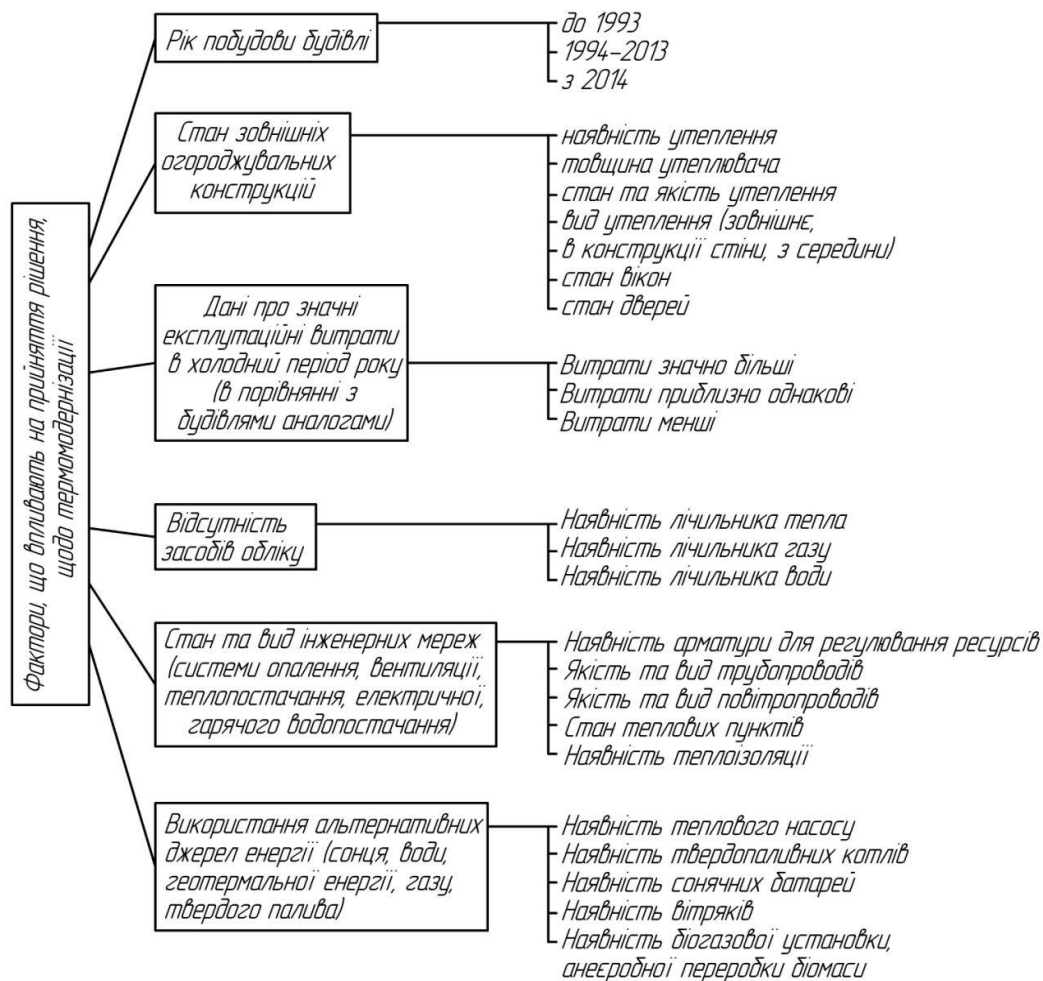 Фактори, що впливають на прийняття рішення,
щодо термомодернізації
Рік побудови будівлі
до 1993
1994–2013
з 2014
Стан зовнішніх
огороджувальних
конструкцій
наявність утеплення
товщина утеплювача
стан та якість утеплення
вид утеплення (зовнішнє,
в конструкції стіни, з середини)
стан вікон
стан дверей
Дані про значні
експлутаційні витрати
в холодний період року
(в порівнянні з
будівлями аналогами)
Витрати значно більші
Витрати приблизно однакові
Витрати менші
Відсутність
засобів обліку
Наявність лічильника тепла
Наявність лічильника газу
Наявність лічильника води
Стан та вид інженерних мереж
(системи опалення, вентиляції,
теплопостачання, електричної,
гарячого водопостачання)
Наявність арматури для регулювання ресурсів
Якість та вид трубопроводів
Якість та вид повітропроводів
Стан теплових пунктів
Наявність теплоізоляції
Використання альтернативних
джерел енергії (сонця, води,
геотермальної енергії, газу,
твердого палива)
Наявність теплового насосу
Наявність твердопаливних котлів
Наявність сонячних батарей
Наявність вітряків
Наявність біогазової установки,
анеєробної переробки біомаси